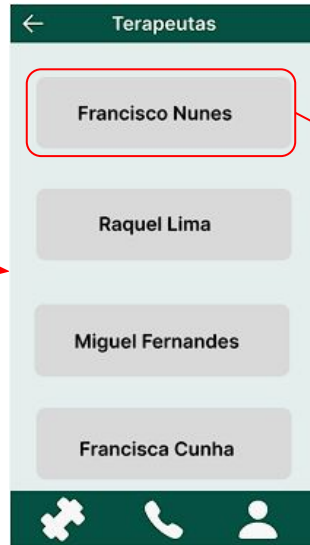 Terapeutas
Francisco Nunes
Raquel Lima
Miguel Fernandes
Francisca Cunha